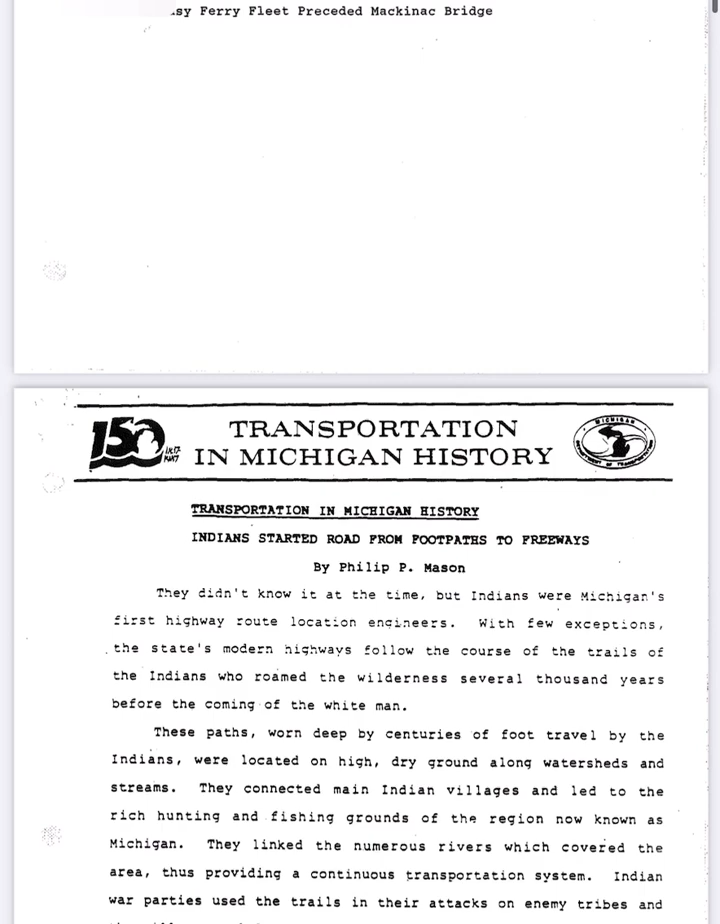 Ferry Fleet Preceded Mackinac Bridge
150
TRANSPORTATION
IN MICHIGAN HISTORY
MICHIGAN
DEPARTMENT OF TRANSPORTATION
TRANSPORTATION IN MICHIGAN HISTORY
INDIANS STARTED ROAD FROM FOOTPATHS TO FREEWAYS
By Philip P. Mason
They didn't know it at the time, but Indians were Michigan's
first highway route location engineers. With few exceptions,
the state's modern highways follow the course of the trails of
the Indians who roamed the wilderness several thousand years
before the coming of the white man.
These paths, worn deep by centuries of foot travel by the
Indians, were located on high, dry ground along watersheds and
streams. They connected main Indian villages and led to the
rich hunting and fishing grounds of the region now known as
Michigan. They linked the numerous rivers which covered the
area, thus providing a continuous transportation system. Indian
war parties used the trails in their attacks on enemy tribes and